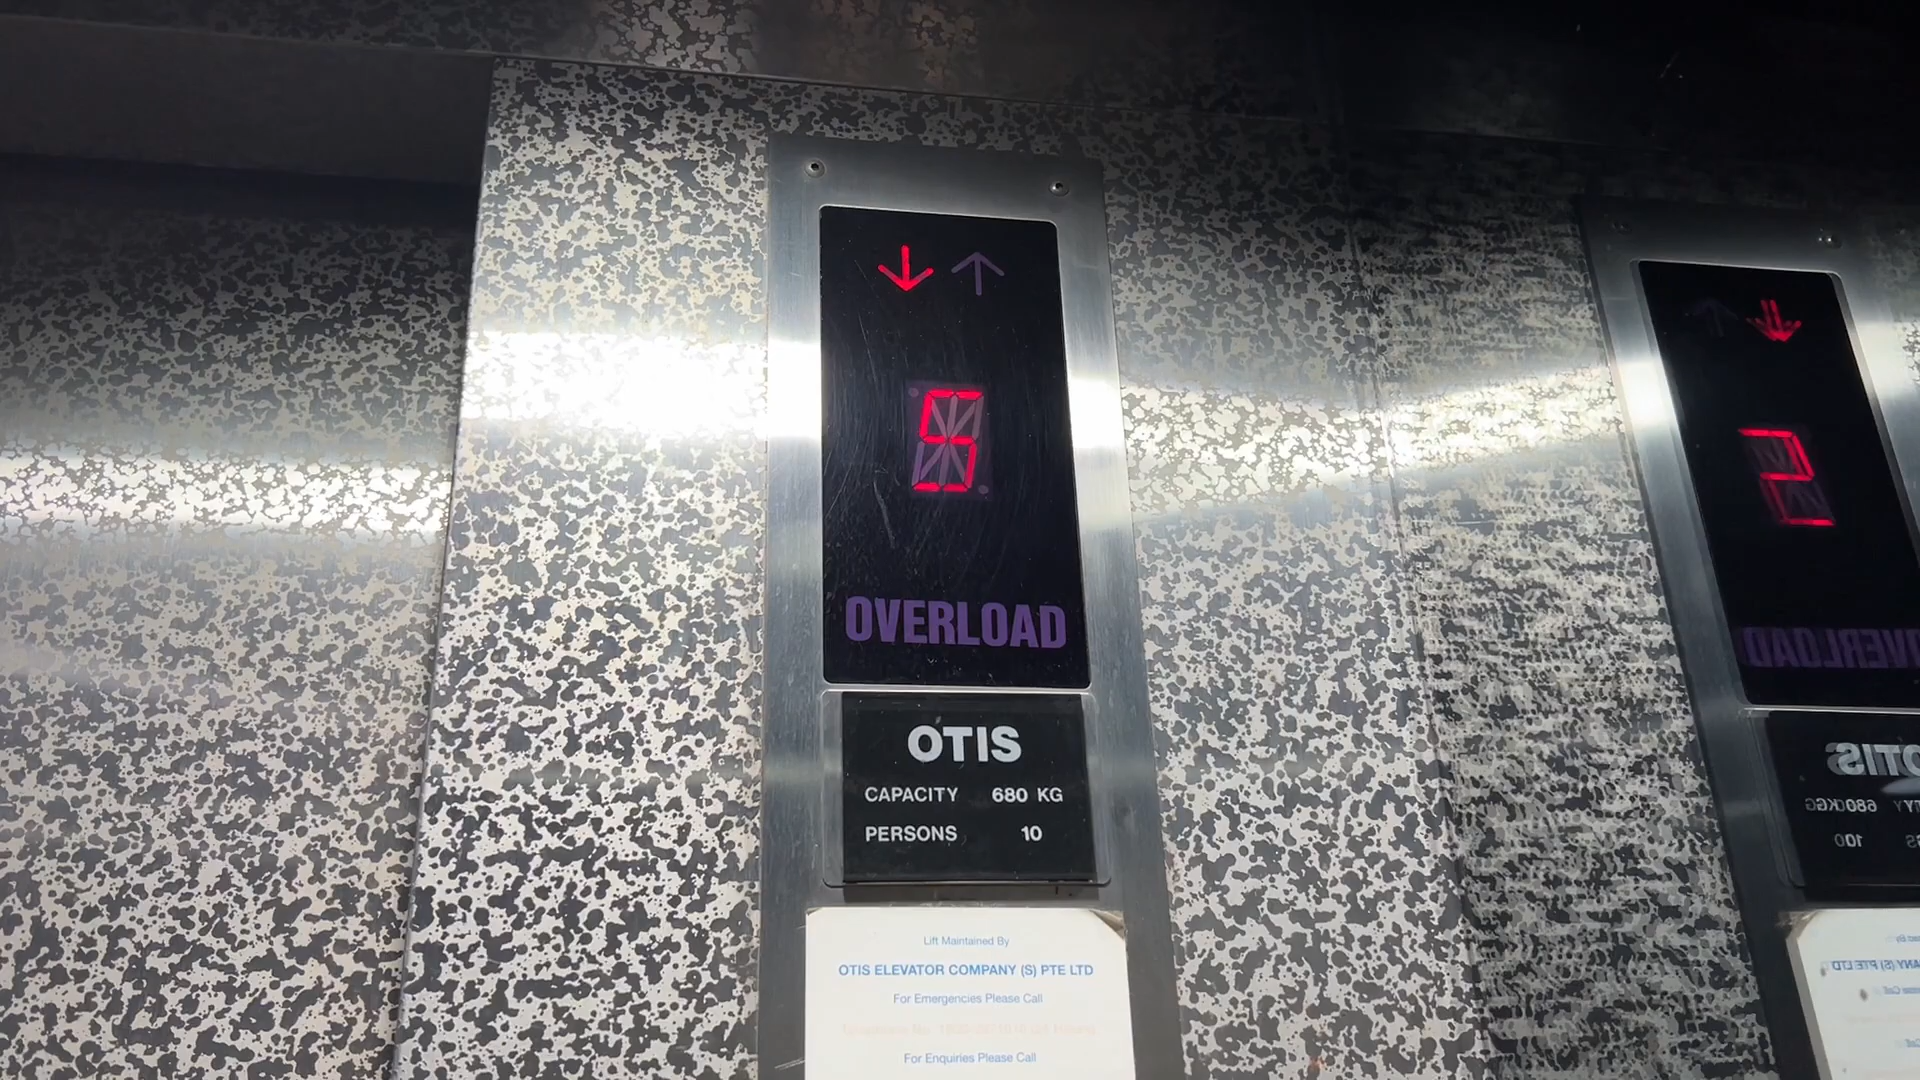 ↓ ↑
5
OVERLOAD
OTIS
CAPACITY 680 KG
PERSONS 10
Lift Maintained By
OTIS ELEVATOR COMPANY (S) PTE LTD
For Emergencies Please Call
For Enquiries Please Call